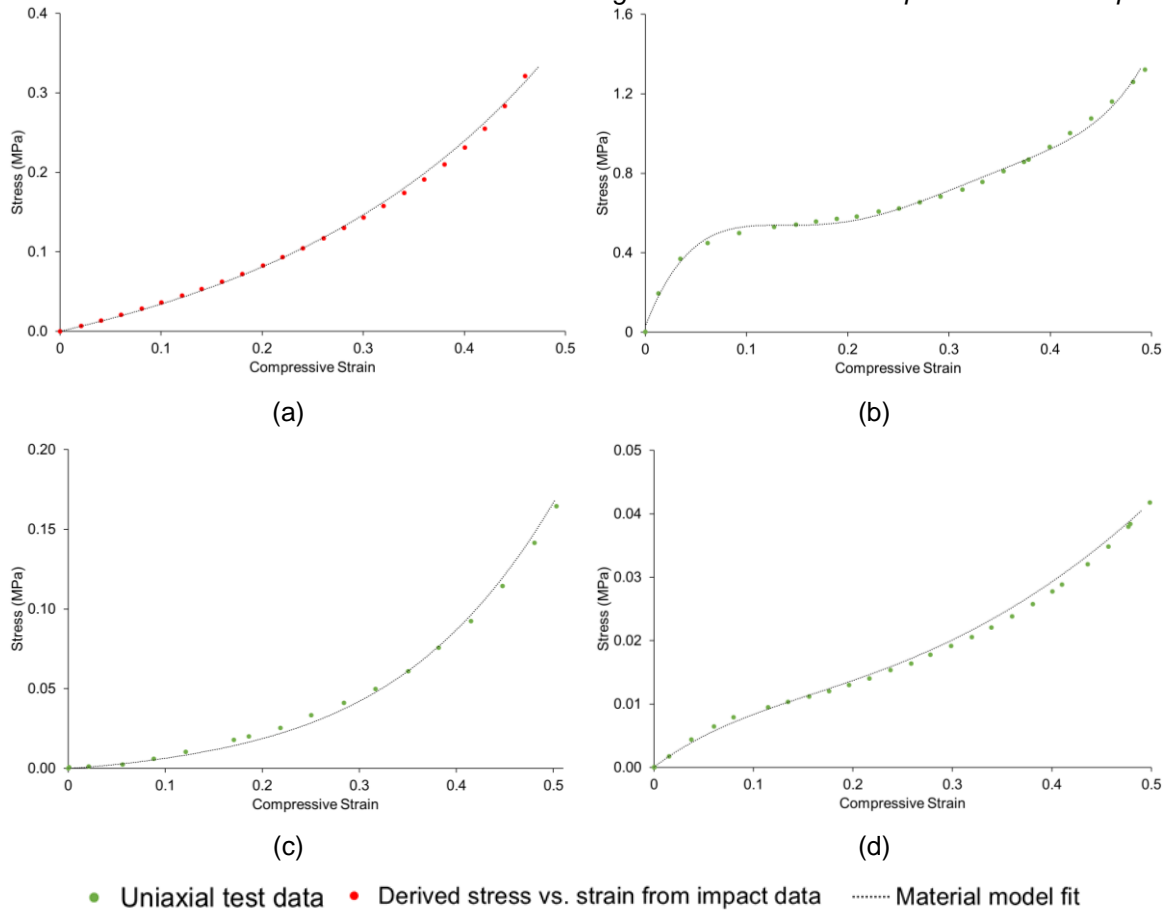 0.4
0.3
0.2
0.1
0.0
Stress (MPa)
0 0.1 0.2 0.3 0.4 0.5
Compressive Strain
(a)
1.6
1.2
0.8
0.4
0
Stress (MPa)
0 0.1 0.2 0.3 0.4 0.5
Compressive Strain
(b)
0.20
0.15
0.10
0.05
0.00
Stress (MPa)
0 0.1 0.2 0.3 0.4 0.5
Compressive Strain
(c)
0.05
0.04
0.03
0.02
0.01
0.00
Stress (MPa)
0 0.1 0.2 0.3 0.4 0.5
Compressive Strain
(d)
Uniaxial test data Derived stress vs. strain from impact data Material model fit